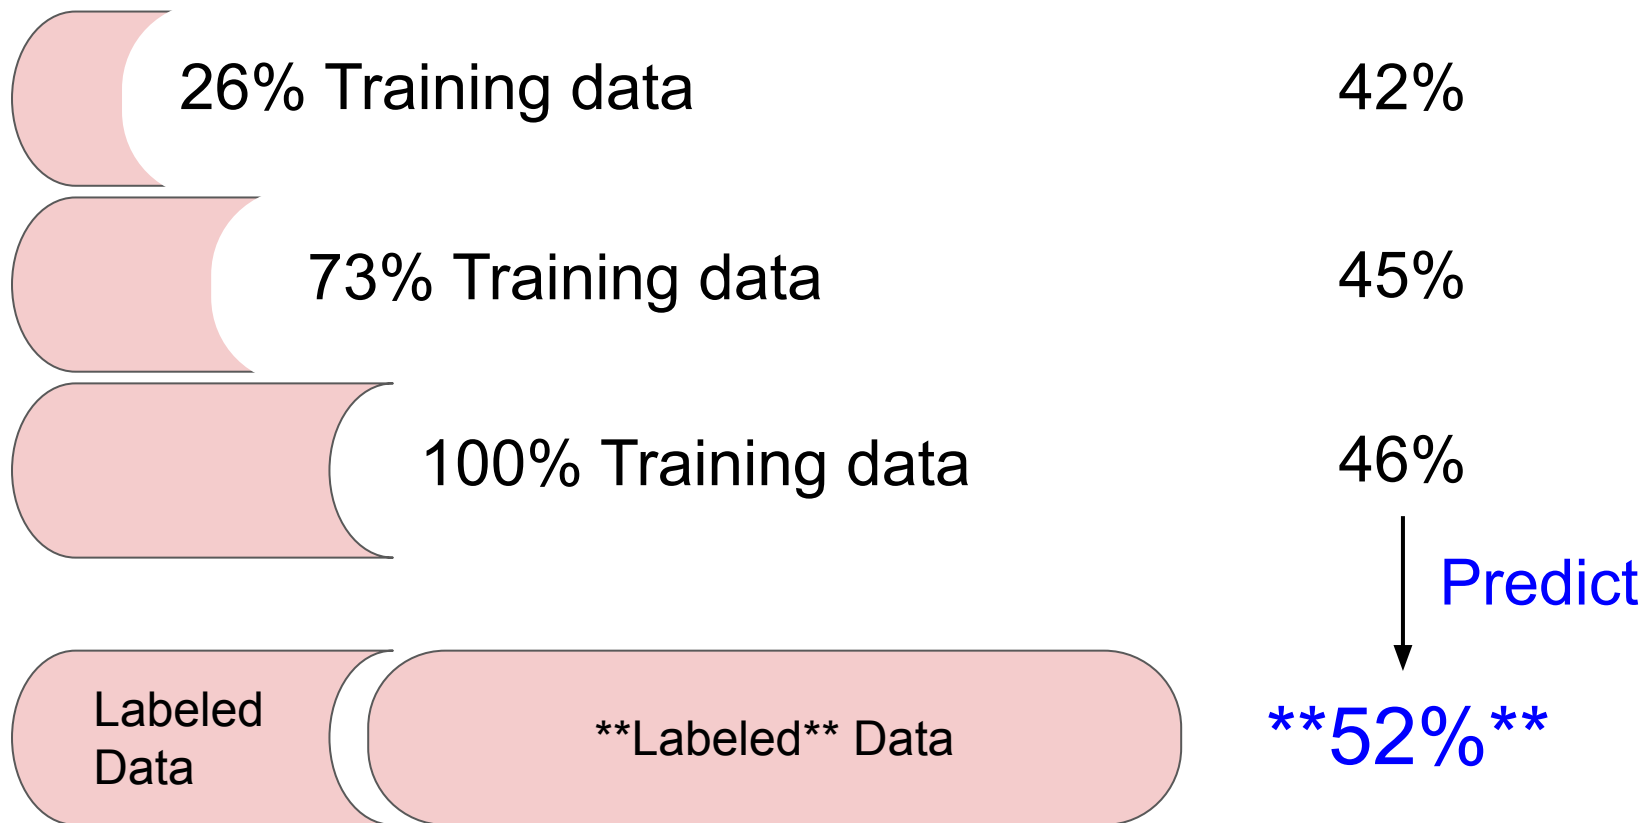 26% Training data 42%
73% Training data 45%
100% Training data 46%
Predict
Labeled
Data
**Labeled** Data
**52%**